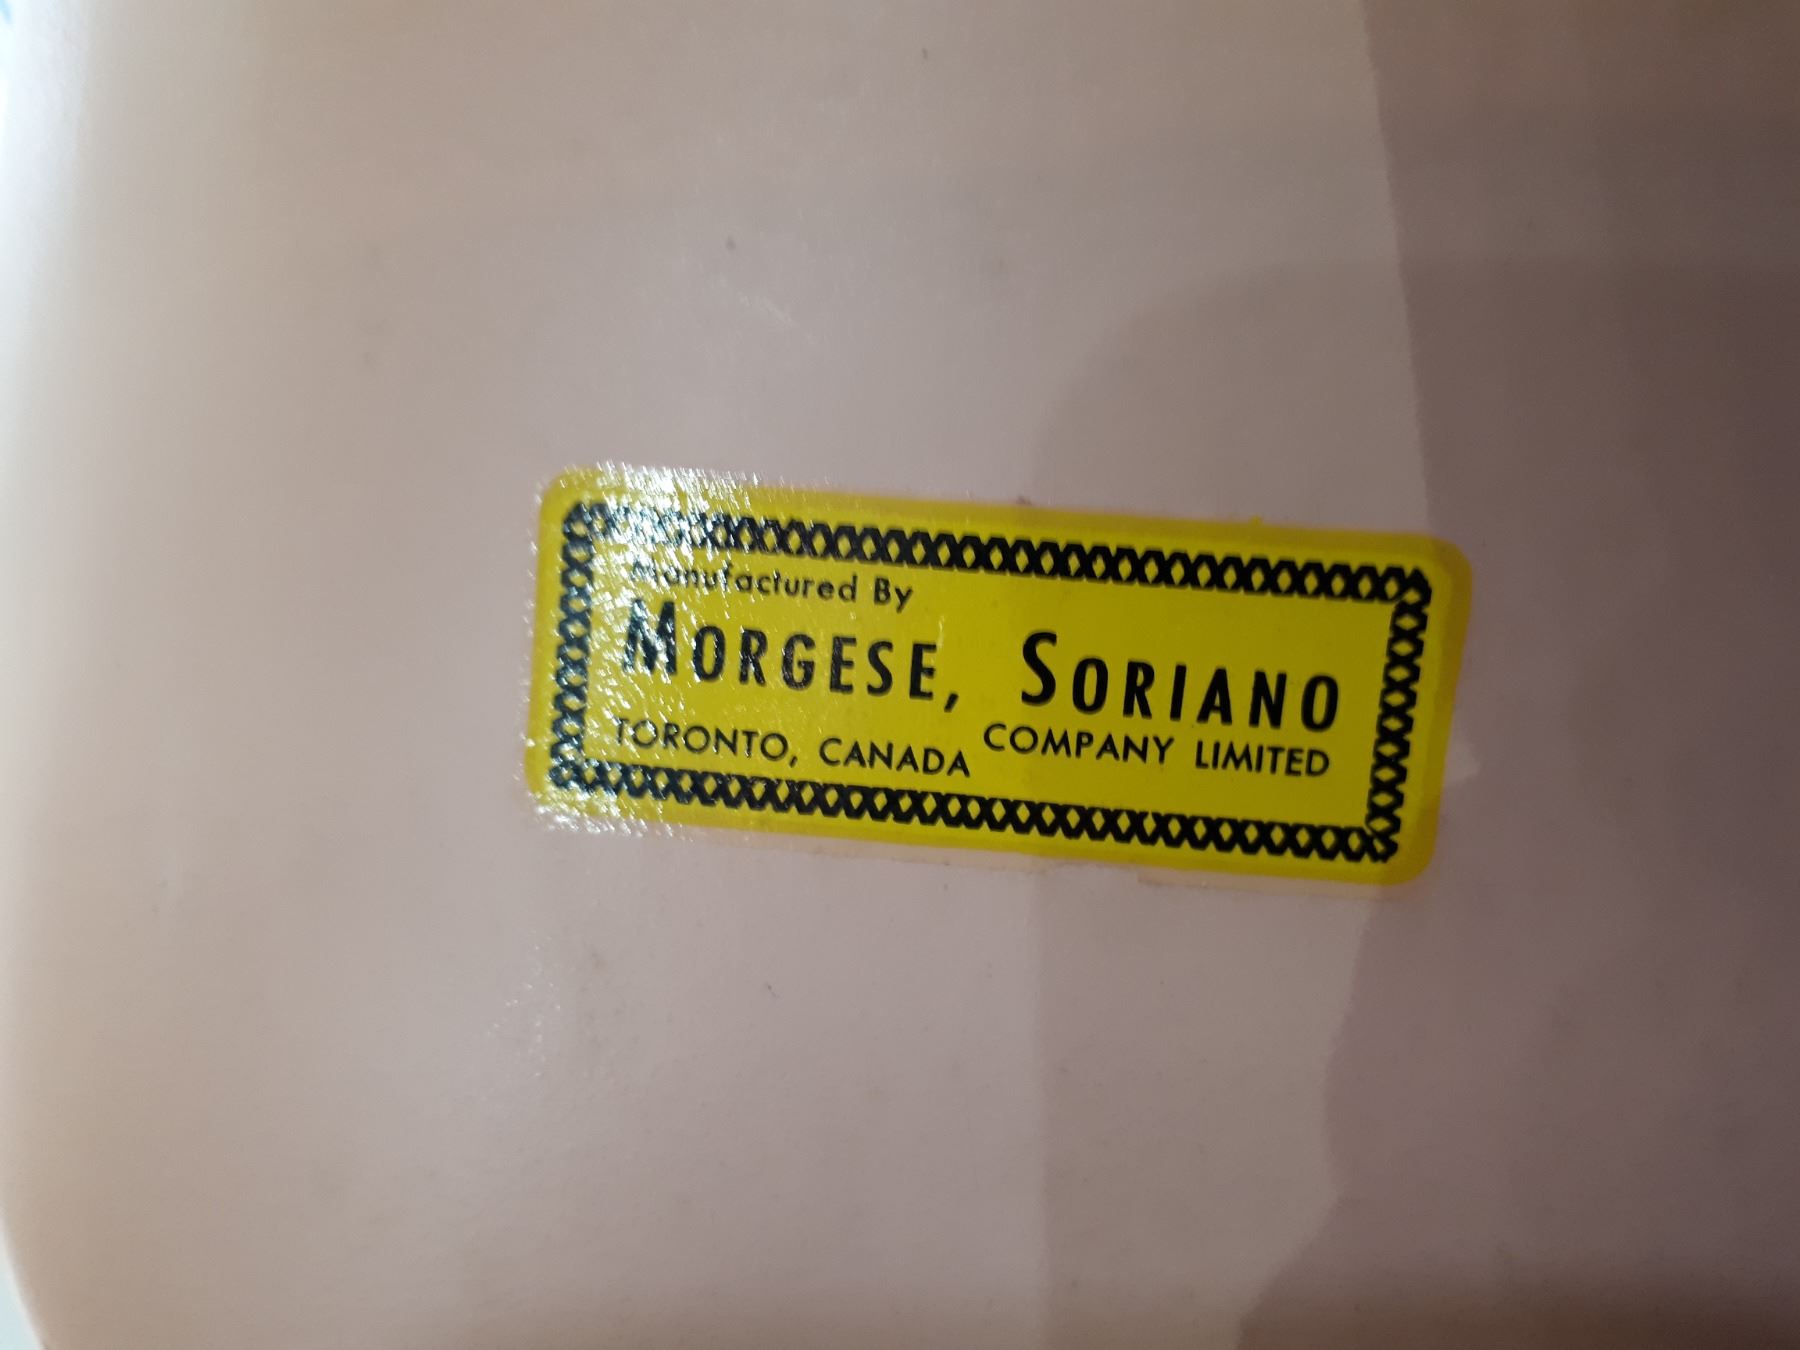 Manufactured By
MORGESE, SORIANO
TORONTO, CANADA COMPANY LIMITED